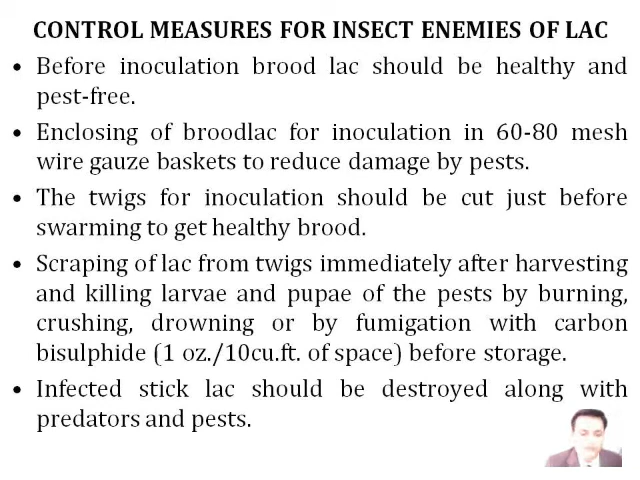 CONTROL MEASURES FOR INSECT ENEMIES OF LAC
• Before inoculation brood lac should be healthy and
pest-free.
• Enclosing of broodlac for inoculation in 60-80 mesh
wire gauze baskets to reduce damage by pests.
• The twigs for inoculation should be cut just before
swarming to get healthy brood.
• Scraping of lac from twigs immediately after harvesting
and killing larvae and pupae of the pests by burning,
crushing, drowning or by fumigation with carbon
bisulphide (1 oz./10cu.ft. of space) before storage.
• Infected stick lac should be destroyed along with
predators and pests.